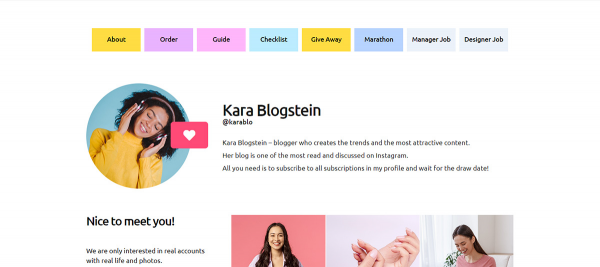 About Order Guide Checklist Give Away Marathon Manager Job Designer Job
Kara Blogstein
@karablo
Kara Blogstein – blogger who creates the trends and the most attractive content.
Her blog is one of the most read and discussed on Instagram.
All you need is to subscribe to all subscriptions in my profile and wait for the draw date!
Nice to meet you!
We are only interested in real accounts
with real life and photos.